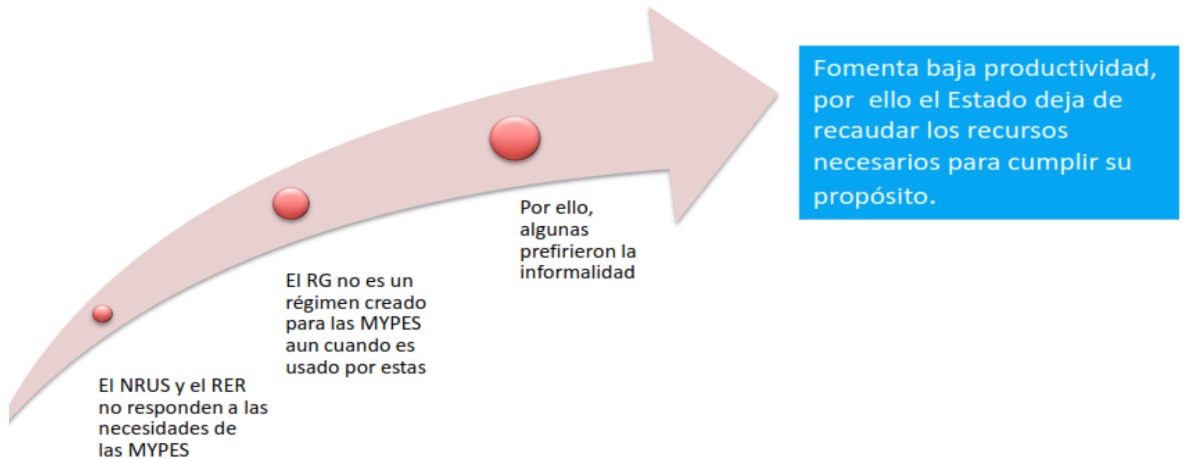 El NRUS y el RER
no responden a las
necesidades de
las MYPES
El RG no es un
régimen creado
para las MYPES
aun cuando es
usado por estas
Por ello,
algunas
prefirieron la
informalidad
Fomenta baja productividad,
por ello el Estado deja de
recaudar los recursos
necesarios para cumplir su
propósito.